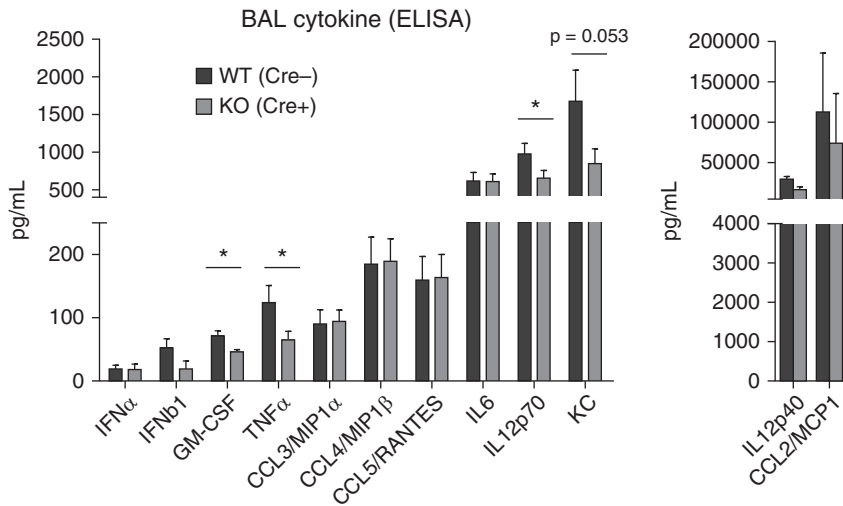 BAL cytokine (ELISA)
2500
2000
1500
1000
500
200
100
0
pg/mL
WT (Cre–)
KO (Cre+)
*
*
*
p = 0.053
IFNα
IFNb1
GM-CSF
TNFα
CCL3/MIP1α
CCL4/MIP1β
CCL5/RANTES
IL6
IL12p70
KC
200000
150000
100000
50000
4000
3000
2000
1000
0
pg/mL
IL12p40
CCL2/MCP1